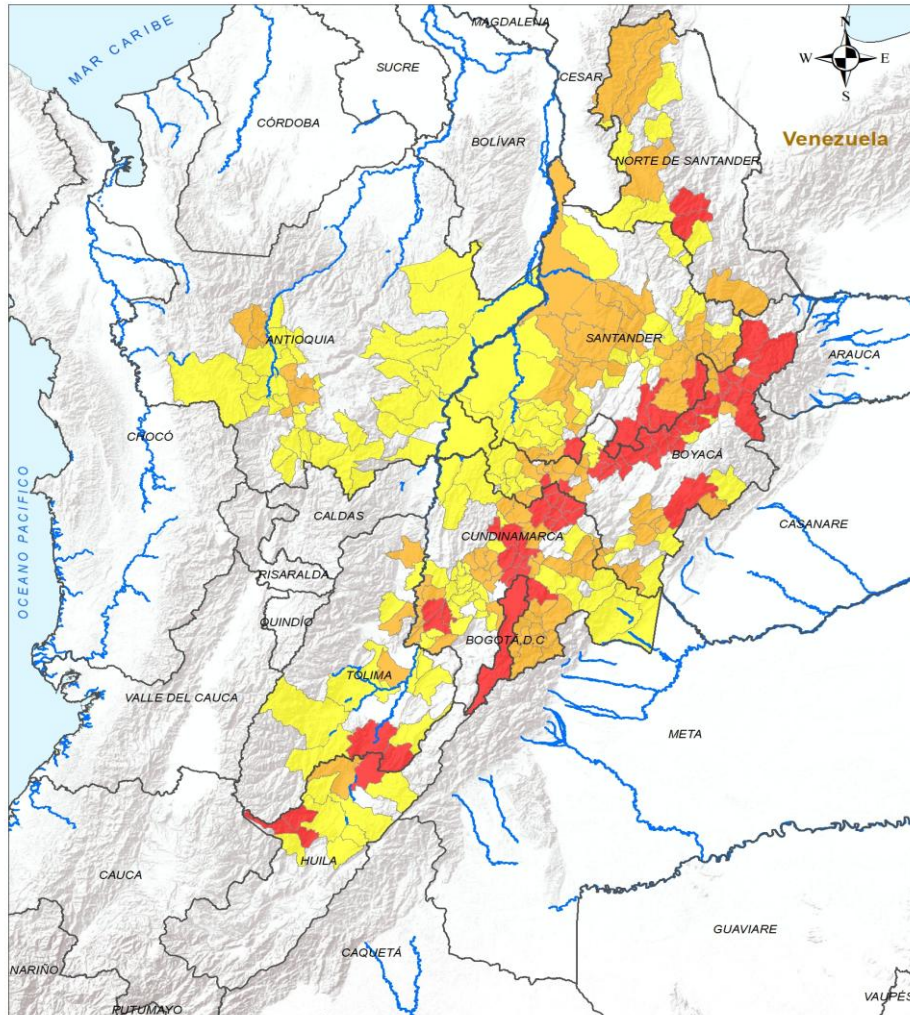 MAGDALENA
MAR CARIBE
N
W
E
S
SUCRE
CESAR
CÓRDOBA
BOLÍVAR
Venezuela
NORTE DE SANTANDER
ANTIOQUIA
SANTANDER
ARAUCA
CHOCÓ
BOYACÁ
OCEANO PACIFICO
CALDAS
CASANARE
CUNDINAMARCA
RISARALDA
QUINDÍO
BOGOTÁ, D.C
TOLIMA
VALLE DEL CAUCA
META
HUILA
CAUCA
GUAVIARE
CAQUETÁ
NARIÑO
PUTUMAYO
VAUPÉS